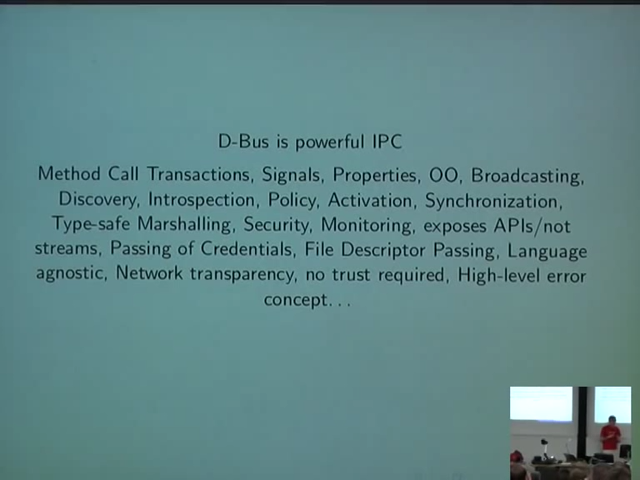 D-Bus is powerful IPC
Method Call Transactions, Signals, Properties, OO, Broadcasting,
Discovery, Introspection, Policy, Activation, Synchronization,
Type-safe Marshalling, Security, Monitoring, exposes APIs/not
streams, Passing of Credentials, File Descriptor Passing, Language
agnostic, Network transparency, no trust required, High-level error
concept...